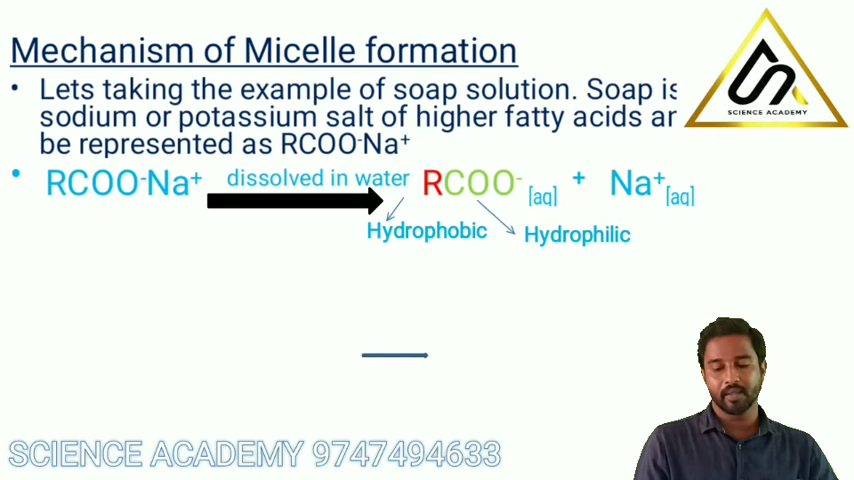 Mechanism of Micelle formation
• Lets taking the example of soap solution. Soap is
sodium or potassium salt of higher fatty acids an
be represented as RCOO⁻Na⁺
• RCOO⁻Na⁺ dissolved in water RCOO⁻ [aq] + Na⁺ [aq]
Hydrophobic Hydrophilic
SCIENCE ACADEMY
SCIENCE ACADEMY 9747494633